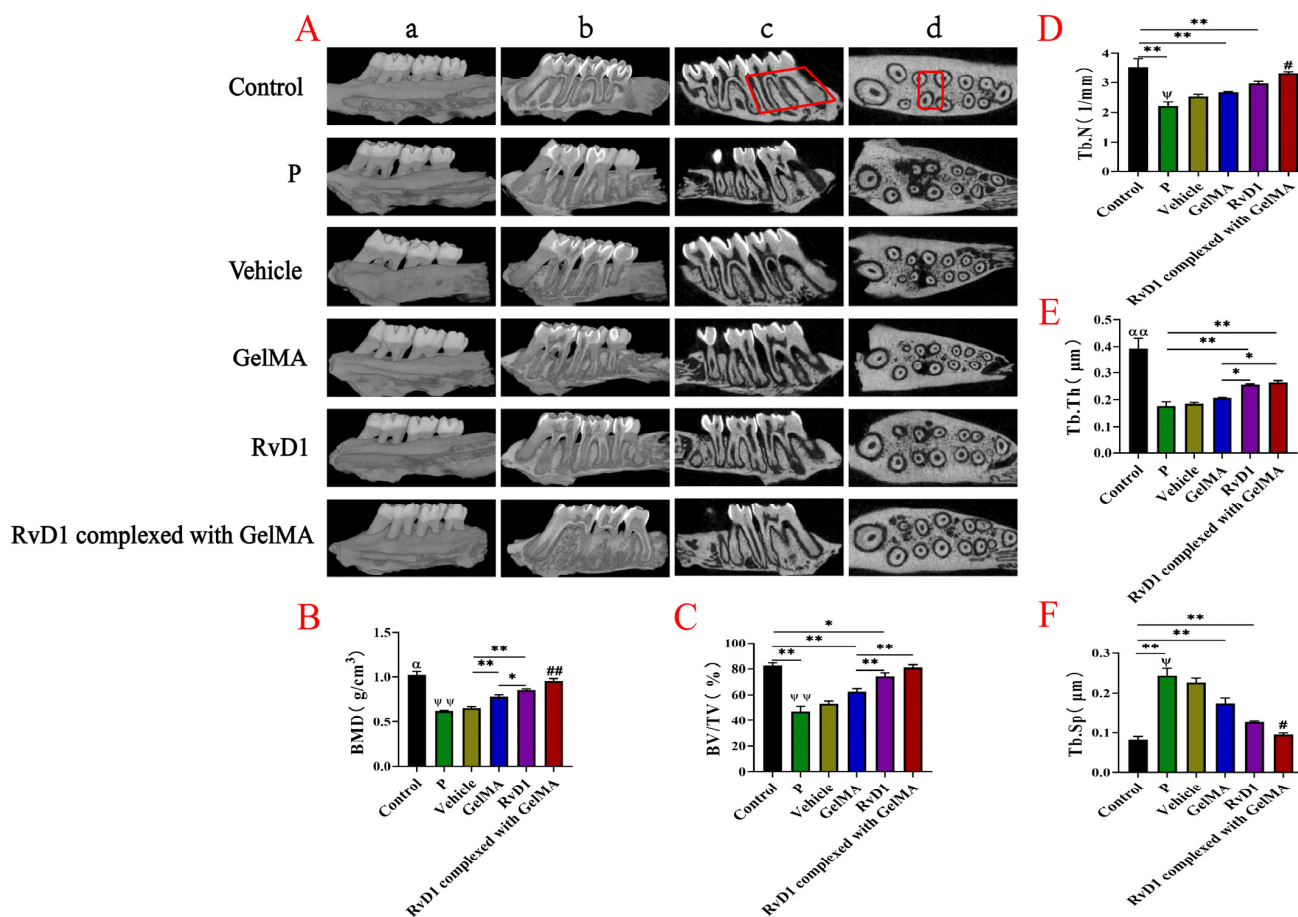 A
a
b
c
d
Control
P
Vehicle
GelMA
RvD1
RvD1 complexed with GelMA
B
BMD( g/cm³)
1.5
1.0
0.5
0.0
α
ψ ψ
**
**
*
##
Control
P
Vehicle
GelMA
RvD1
RvD1 complexed with GelMA
C
BV/TV( %)
100
80
60
40
20
0
*
**
**
ψ ψ
**
**
Control
P
Vehicle
GelMA
RvD1
RvD1 complexed with GelMA
D
Tb.N( 1/mm)
4
3
2
1
0
**
**
**
ψ
#
Control
P
Vehicle
GelMA
RvD1
RvD1 complexed with GelMA
E
Tb.Th( μm)
0.5
0.4
0.3
0.2
0.1
0.0
αα
**
**
*
*
Control
P
Vehicle
GelMA
RvD1
RvD1 complexed with GelMA
F
Tb.Sp( μm)
0.3
0.2
0.1
0.0
**
**
**
ψ
#
Control
P
Vehicle
GelMA
RvD1
RvD1 complexed with GelMA